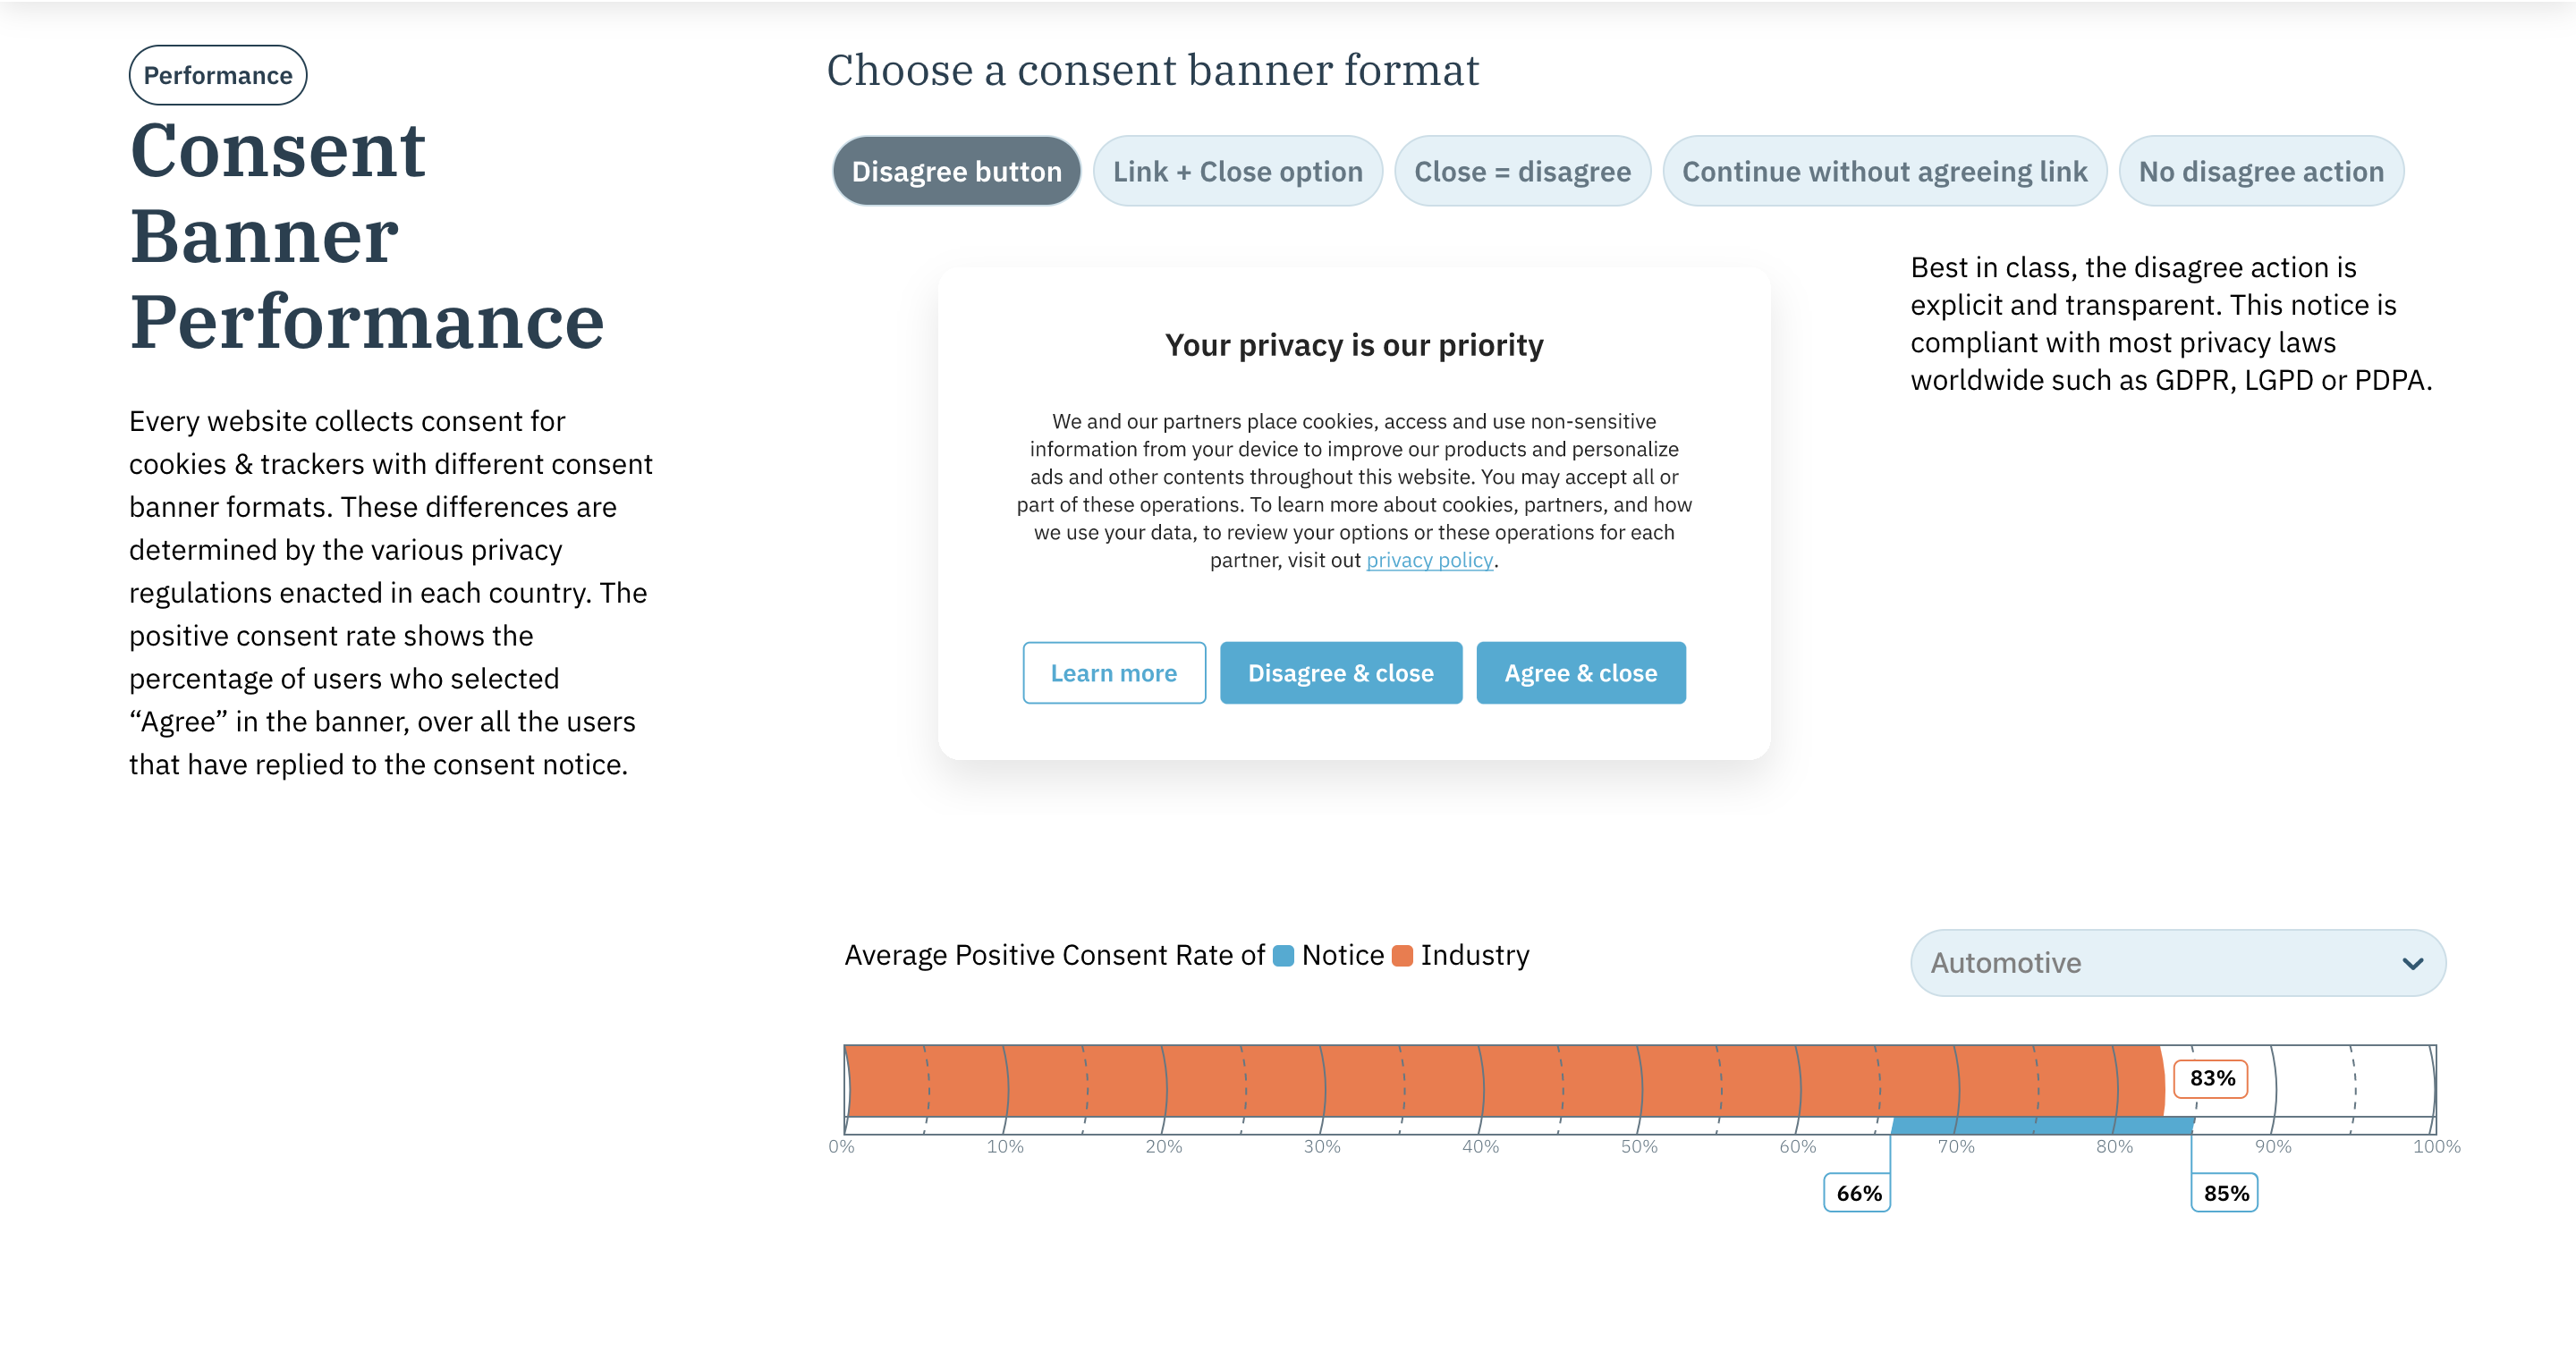 Performance
Consent
Banner
Performance
Every website collects consent for
cookies & trackers with different consent
banner formats. These differences are
determined by the various privacy
regulations enacted in each country. The
positive consent rate shows the
percentage of users who selected
“Agree” in the banner, over all the users
that have replied to the consent notice.
Choose a consent banner format
Disagree button
Link + Close option
Close = disagree
Continue without agreeing link
No disagree action
Your privacy is our priority
We and our partners place cookies, access and use non-sensitive
information from your device to improve our products and personalize
ads and other contents throughout this website. You may accept all or
part of these operations. To learn more about cookies, partners, and how
we use your data, to review your options or these operations for each
partner, visit out privacy policy.
Learn more
Disagree & close
Agree & close
Best in class, the disagree action is
explicit and transparent. This notice is
compliant with most privacy laws
worldwide such as GDPR, LGPD or PDPA.
Average Positive Consent Rate of Notice Industry
Automotive
83%
0% 10% 20% 30% 40% 50% 60% 70% 80% 90% 100%
66% 85%